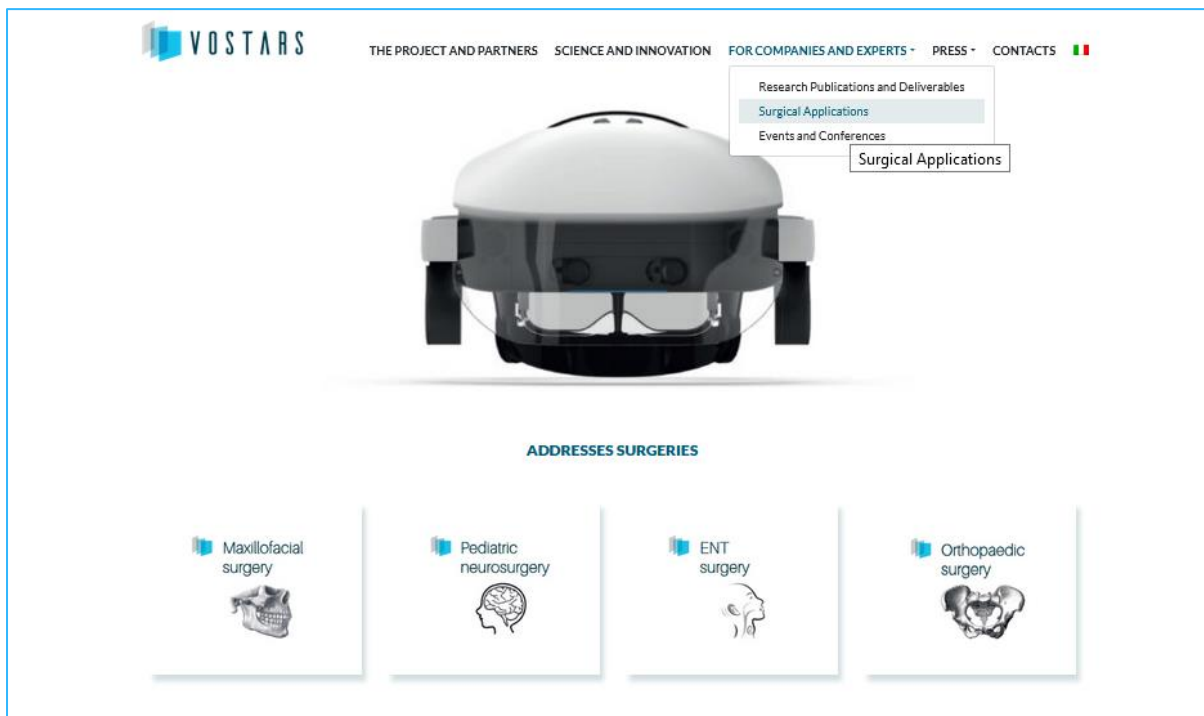 VOSTARS
THE PROJECT AND PARTNERS SCIENCE AND INNOVATION FOR COMPANIES AND EXPERTS PRESS CONTACTS
Research Publications and Deliverables
Surgical Applications
Events and Conferences
Surgical Applications
ADDRESSES SURGERIES
Maxillofacial
surgery
Pediatric
neurosurgery
ENT
surgery
Orthopaedic
surgery